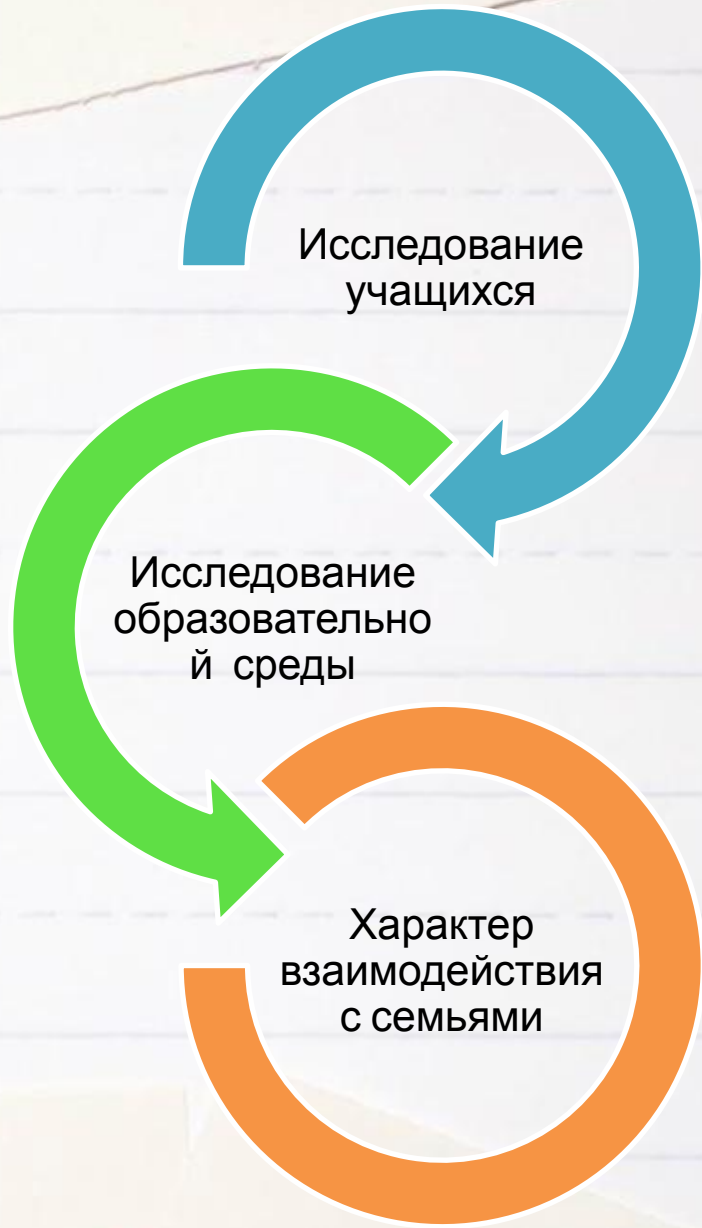 Исследование
учащихся
Исследование
образовательно
й среды
Характер
взаимодействия
с семьями